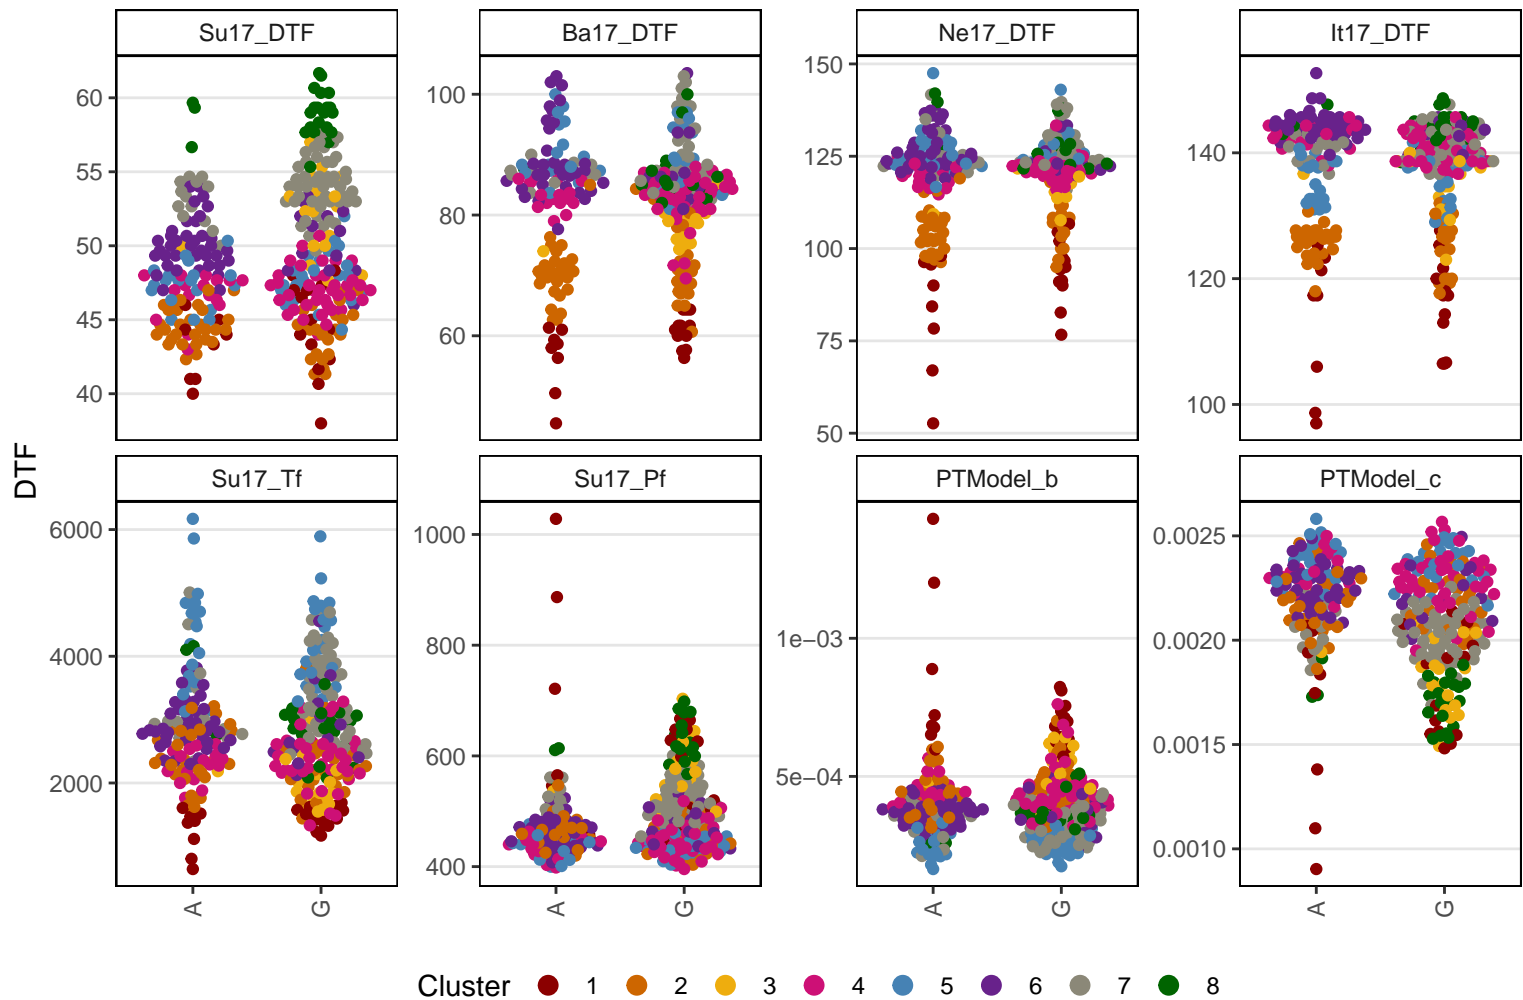 Su17_DTF
Ba17_DTF
Ne17_DTF
It17_DTF
60
55
50
45
40
100
80
60
150
125
100
75
50
140
120
100
DTF
Su17_Tf
Su17_Pf
PTModel_b
PTModel_c
6000
4000
2000
1000
800
600
400
1e−03
5e−04
0.0025
0.0020
0.0015
0.0010
A
G
A
G
A
G
A
G
Cluster 1 2 3 4 5 6 7 8